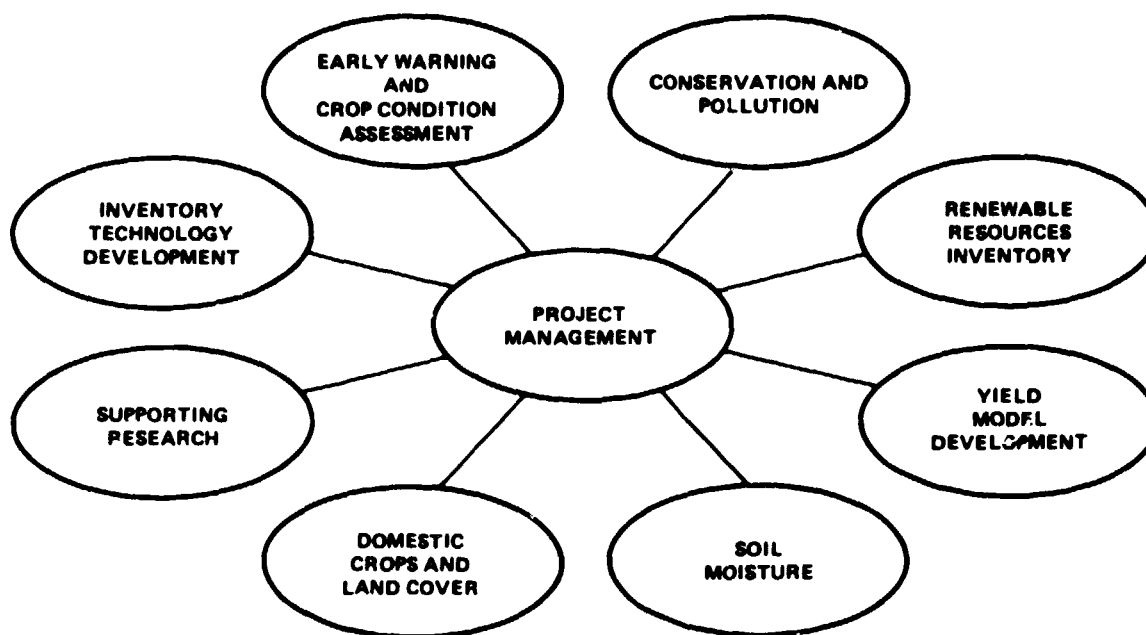 EARLY WARNING
AND
CROP CONDITION
ASSESSMENT
CONSERVATION AND
POLLUTION
INVENTORY
TECHNOLOGY
DEVELOPMENT
RENEWABLE
RESOURCES
INVENTORY
PROJECT
MANAGEMENT
SUPPORTING
RESEARCH
YIELD
MODEL
DEVELOPMENT
DOMESTIC
CROPS AND
LAND COVER
SOIL
MOISTURE